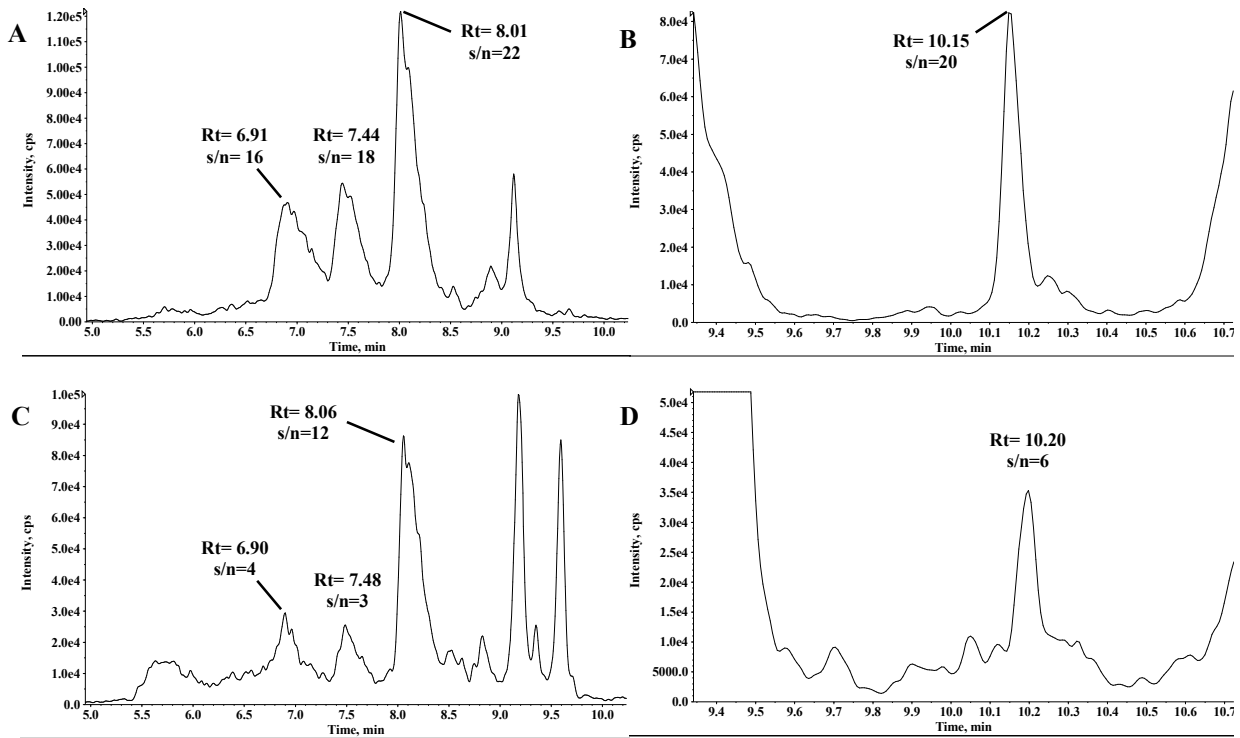 A
Intensity, cps
1.20e5
1.10e5
1.00e5
9.00e4
8.00e4
7.00e4
6.00e4
5.00e4
4.00e4
3.00e4
2.00e4
1.00e4
0.00
Rt= 6.91
s/n= 16
Rt= 7.44
s/n= 18
Rt= 8.01
s/n=22
5.0 5.5 6.0 6.5 7.0 7.5 8.0 8.5 9.0 9.5 10.0
Time, min
B
Intensity, cps
8.0e4
7.0e4
6.0e4
5.0e4
4.0e4
3.0e4
2.0e4
1.0e4
0.0
Rt= 10.15
s/n=20
9.4 9.5 9.6 9.7 9.8 9.9 10.0 10.1 10.2 10.3 10.4 10.5 10.6 10.7
Time, min
C
Intensity, cps
1.0e5
9.0e4
8.0e4
7.0e4
6.0e4
5.0e4
4.0e4
3.0e4
2.0e4
1.0e4
0.0
Rt= 6.90
s/n=4
Rt= 7.48
s/n=3
Rt= 8.06
s/n=12
5.0 5.5 6.0 6.5 7.0 7.5 8.0 8.5 9.0 9.5 10.0
Time, min
D
Intensity, cps
5.0e4
4.5e4
4.0e4
3.5e4
3.0e4
2.5e4
2.0e4
1.5e4
1.0e4
5000.0
0.0
Rt= 10.20
s/n=6
9.4 9.5 9.6 9.7 9.8 9.9 10.0 10.1 10.2 10.3 10.4 10.5 10.6 10.7
Time, min